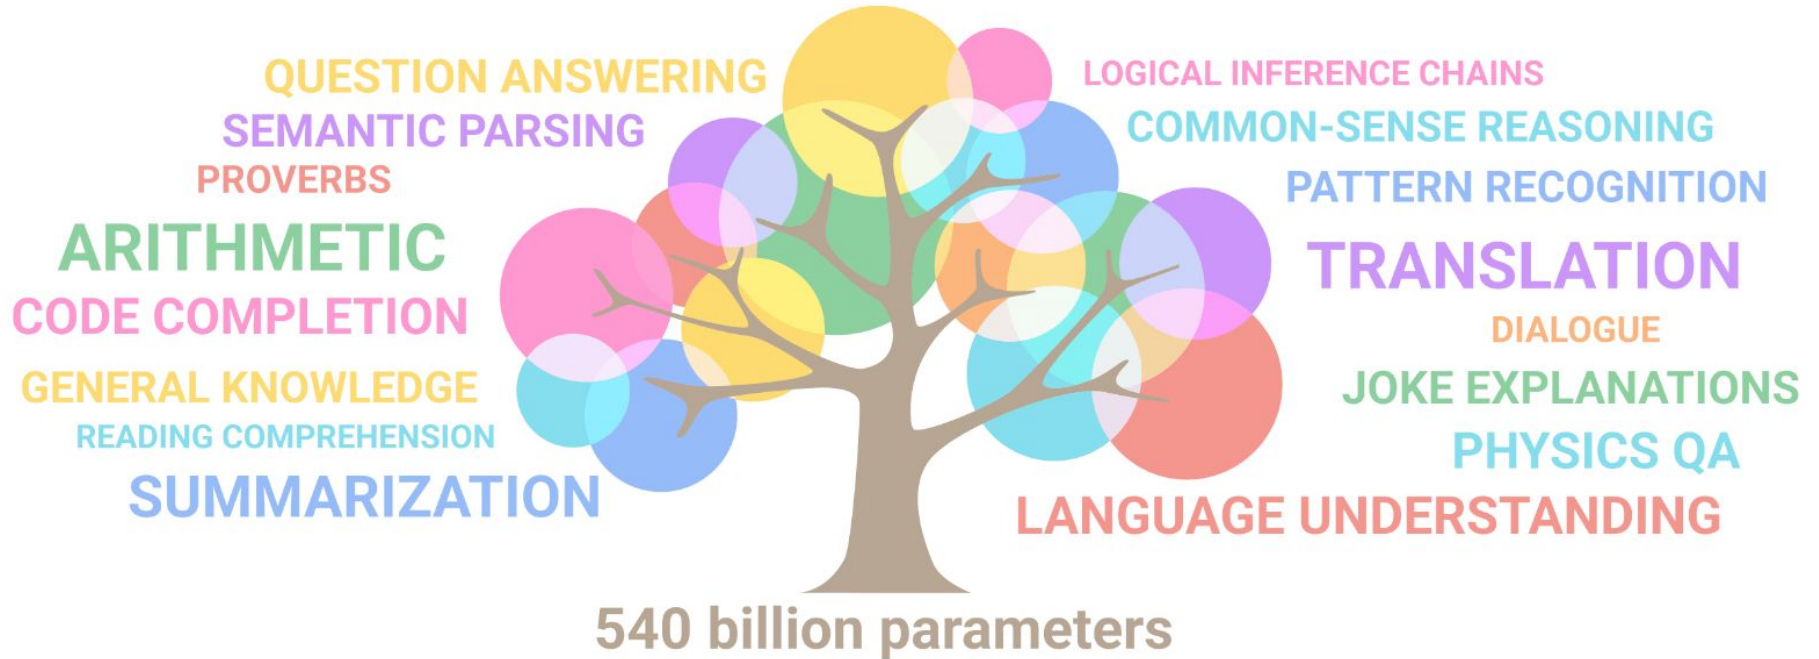 QUESTION ANSWERING
SEMANTIC PARSING
PROVERBS
ARITHMETIC
CODE COMPLETION
GENERAL KNOWLEDGE
READING COMPREHENSION
SUMMARIZATION
LOGICAL INFERENCE CHAINS
COMMON-SENSE REASONING
PATTERN RECOGNITION
TRANSLATION
DIALOGUE
JOKE EXPLANATIONS
PHYSICS QA
LANGUAGE UNDERSTANDING
540 billion parameters